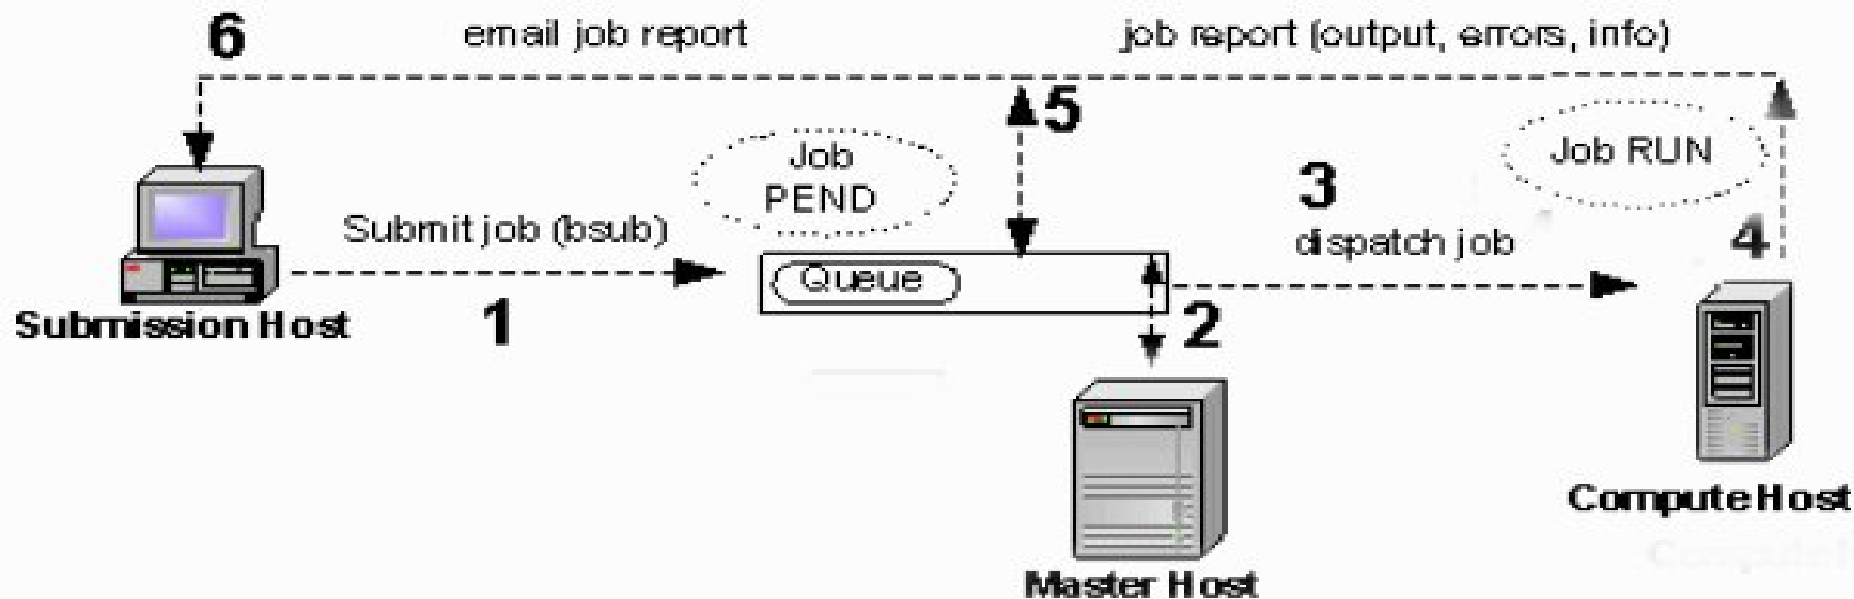 6
email job report
job report (output, errors, info)
5
Job
PEND
Job RUN
3
Submit job (bsub)
dispatch job
4
Queue
1
2
Submission Host
Compute Host
Master Host